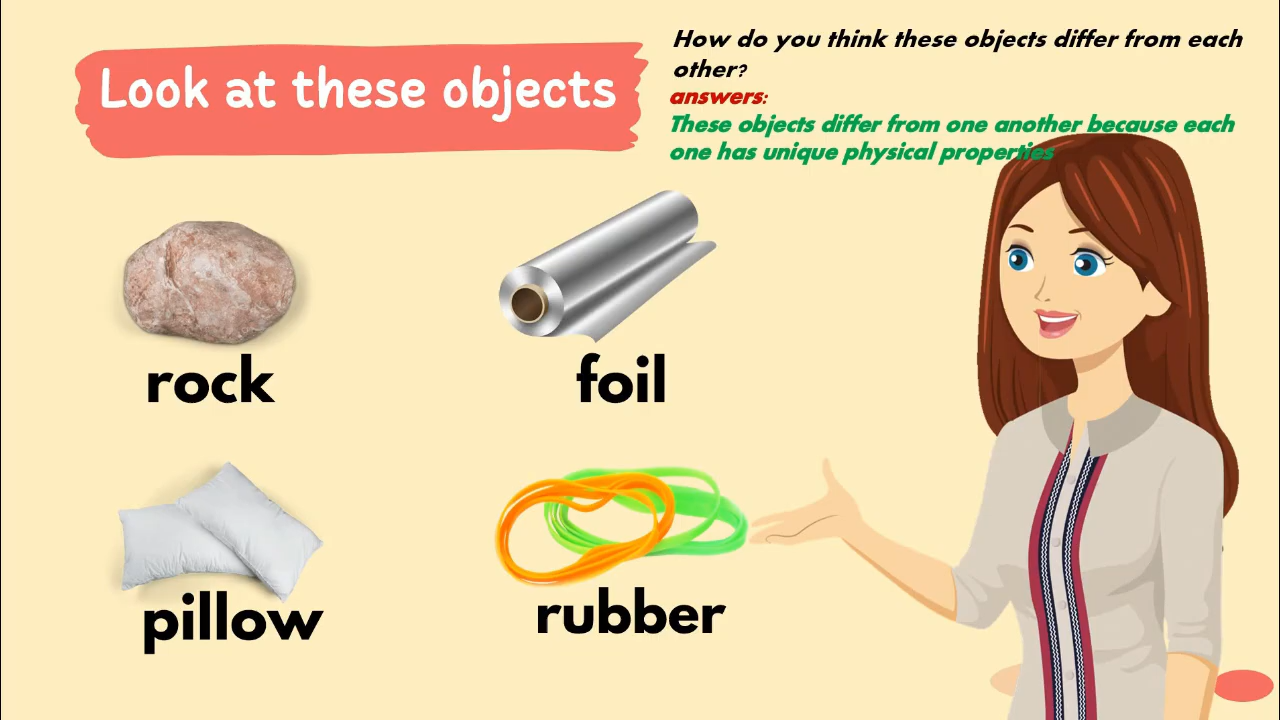 Look at these objects
How do you think these objects differ from each
other?
answers:
These objects differ from one another because each
one has unique physical properties
rock
foil
pillow
rubber